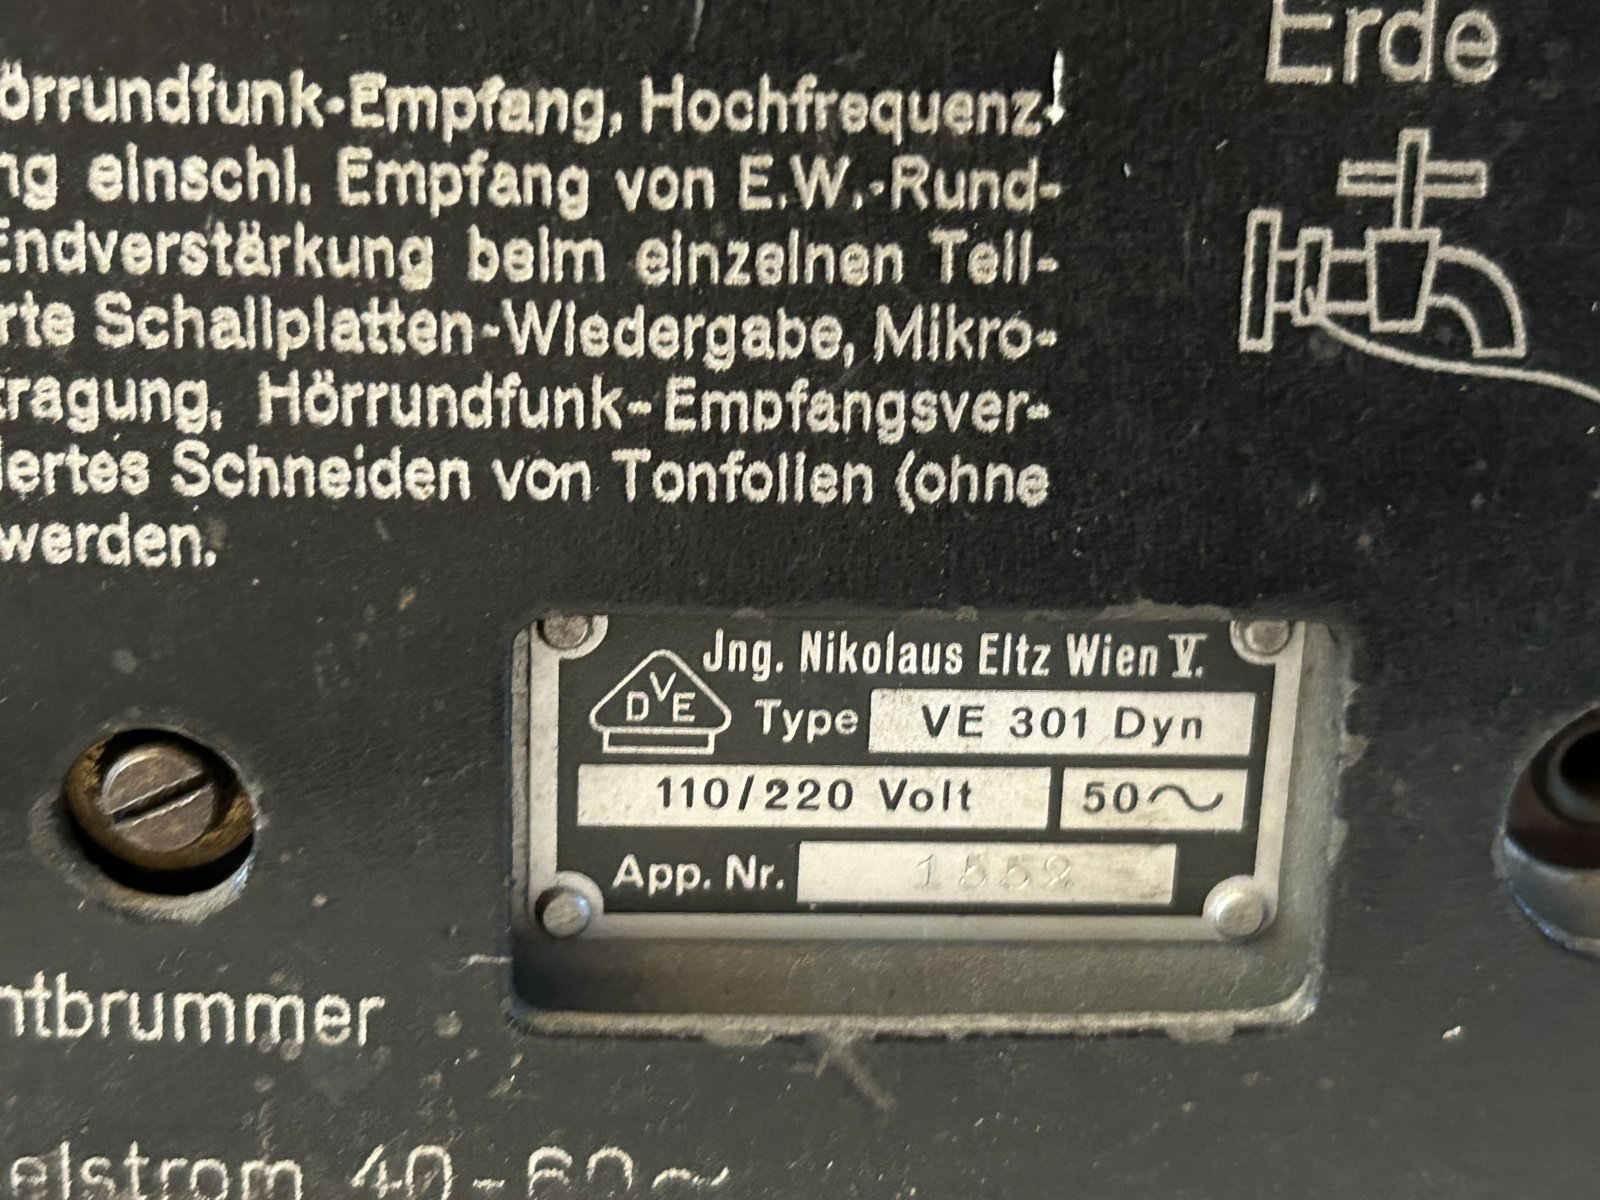 Erde
örrundfunk-Empfang, Hochfrequenz-
ng einschl. Empfang von E.W.-Rund-
Endverstärkung beim einzelnen Teil-
rte Schallplatten-Wiedergabe, Mikro-
tragung, Hörrundfunk-Empfangsver-
iertes Schneiden von Tonfolien (ohne
werden.
Jng. Nikolaus Eltz Wien V.
DVE
Type VE 301 Dyn
110/220 Volt 50~
App. Nr. 1552
ntbrummer
elstrom 40-60~